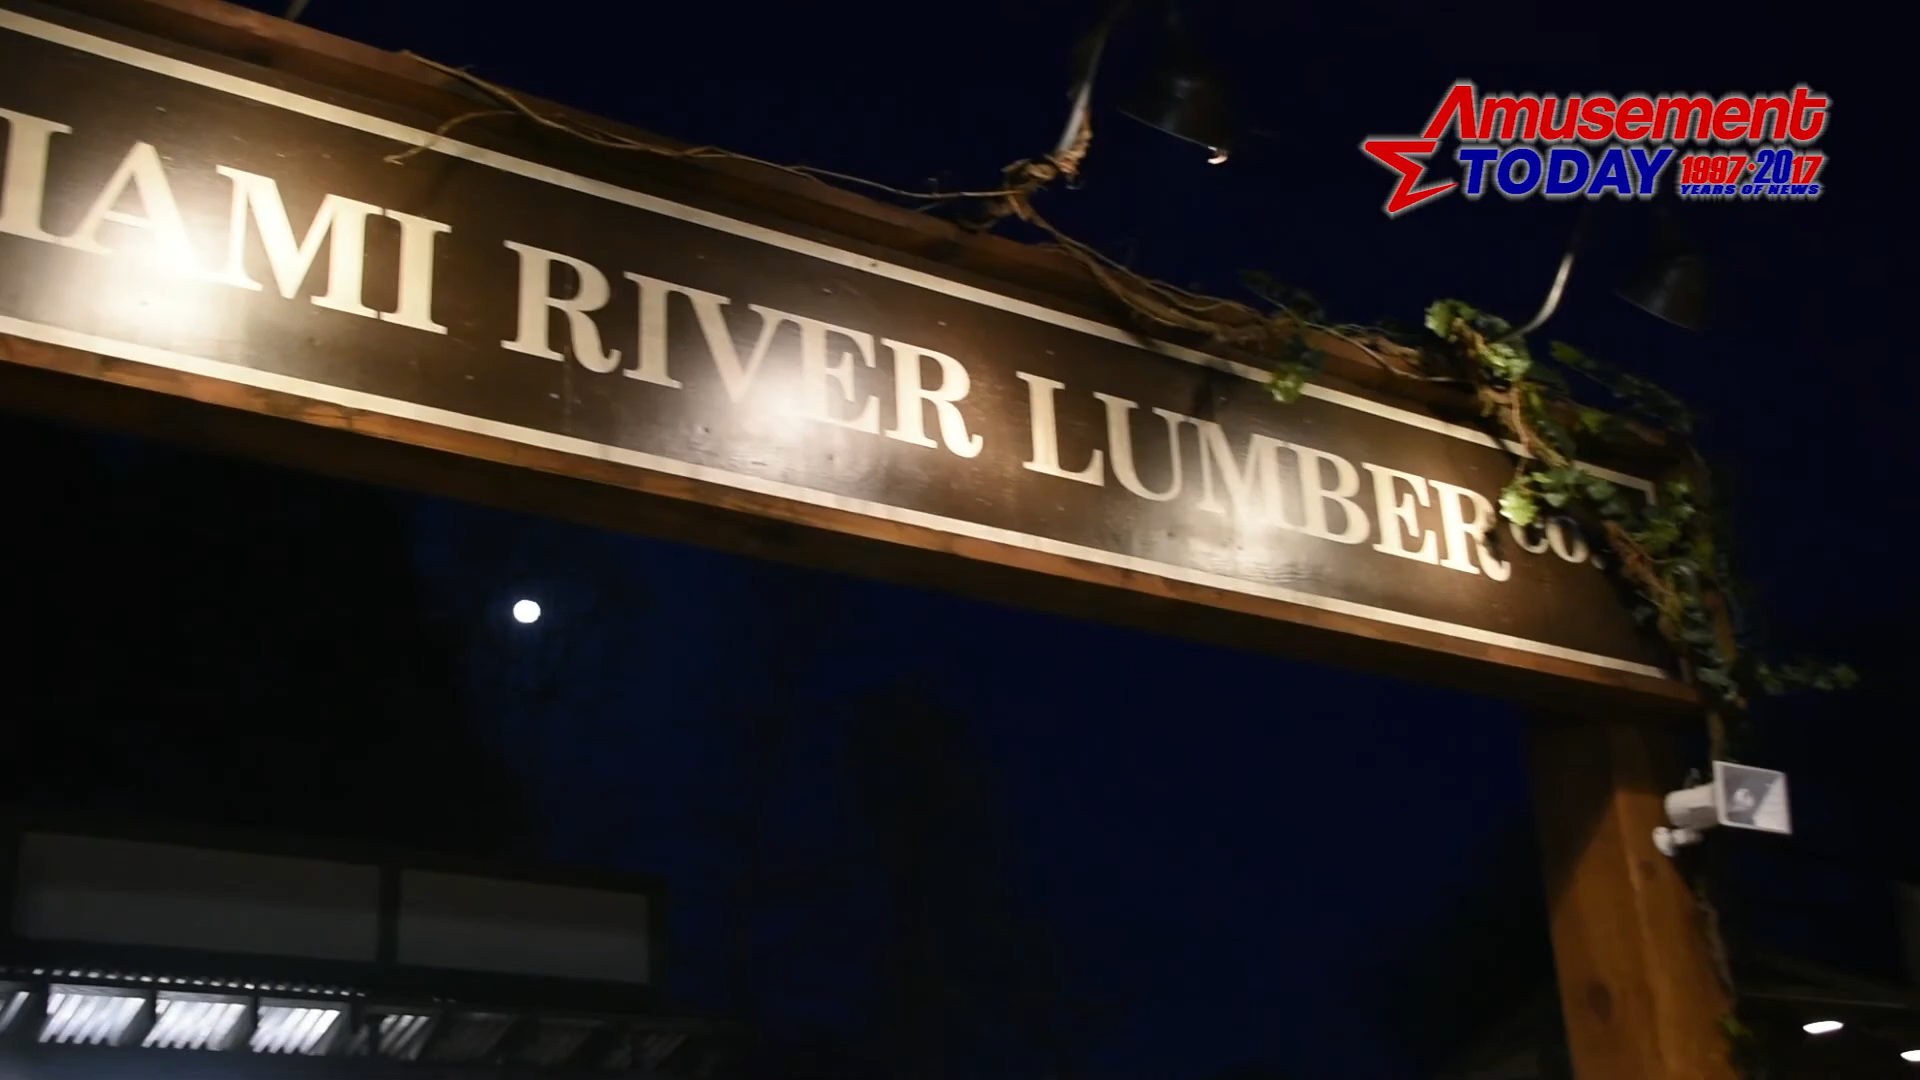 IAMI RIVER LUMBER CO.
Amusement
TODAY 1997·2017
YEARS OF NEWS